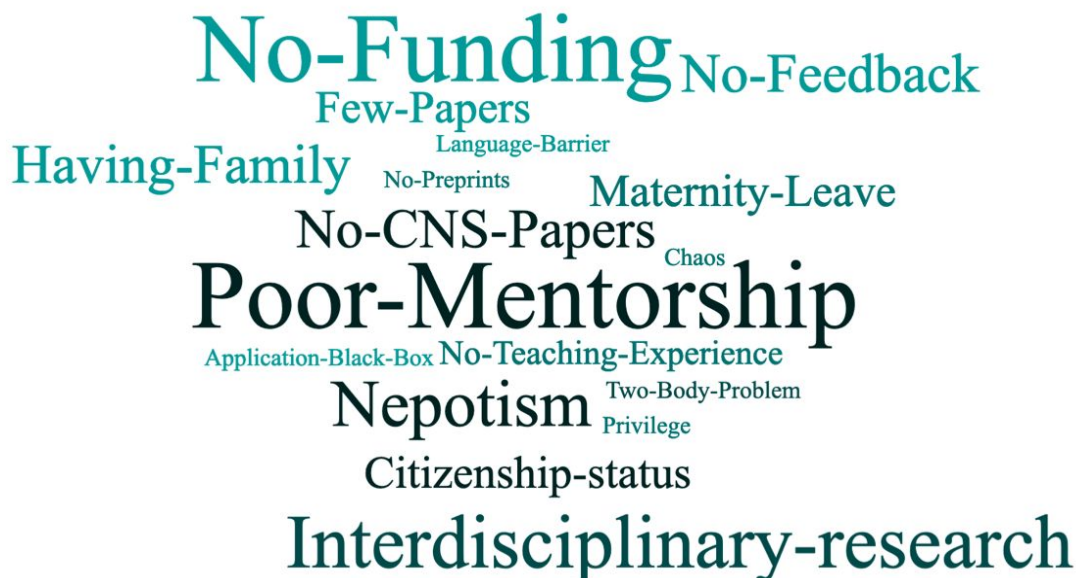 No-Funding
No-Feedback
Few-Papers
Language-Barrier
Having-Family
No-Preprints
Maternity-Leave
No-CNS-Papers
Chaos
Poor-Mentorship
Application-Black-Box
No-Teaching-Experience
Nepotism
Two-Body-Problem
Privilege
Citizenship-status
Interdisciplinary-research